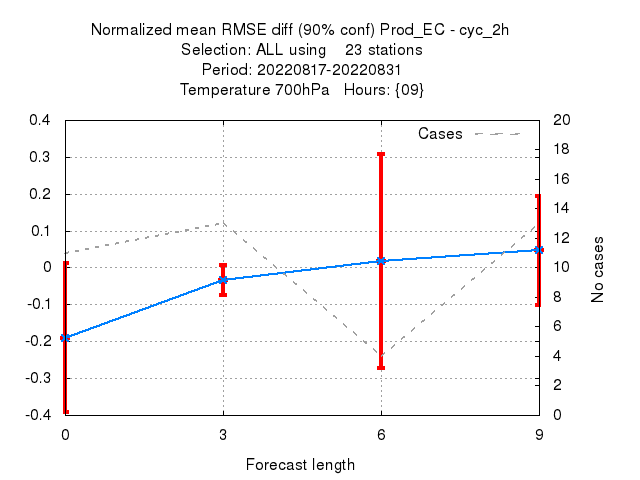 Normalized mean RMSE diff (90% conf) Prod_EC - cyc_2h
Selection: ALL using    23 stations
Period: 20220817-20220831
Temperature 700hPa   Hours: {09}
Cases
0.4
0.3
0.2
0.1
0
-0.1
-0.2
-0.3
-0.4
20
18
16
14
12
10
8
6
4
2
0
No cases
0 3 6 9
Forecast length